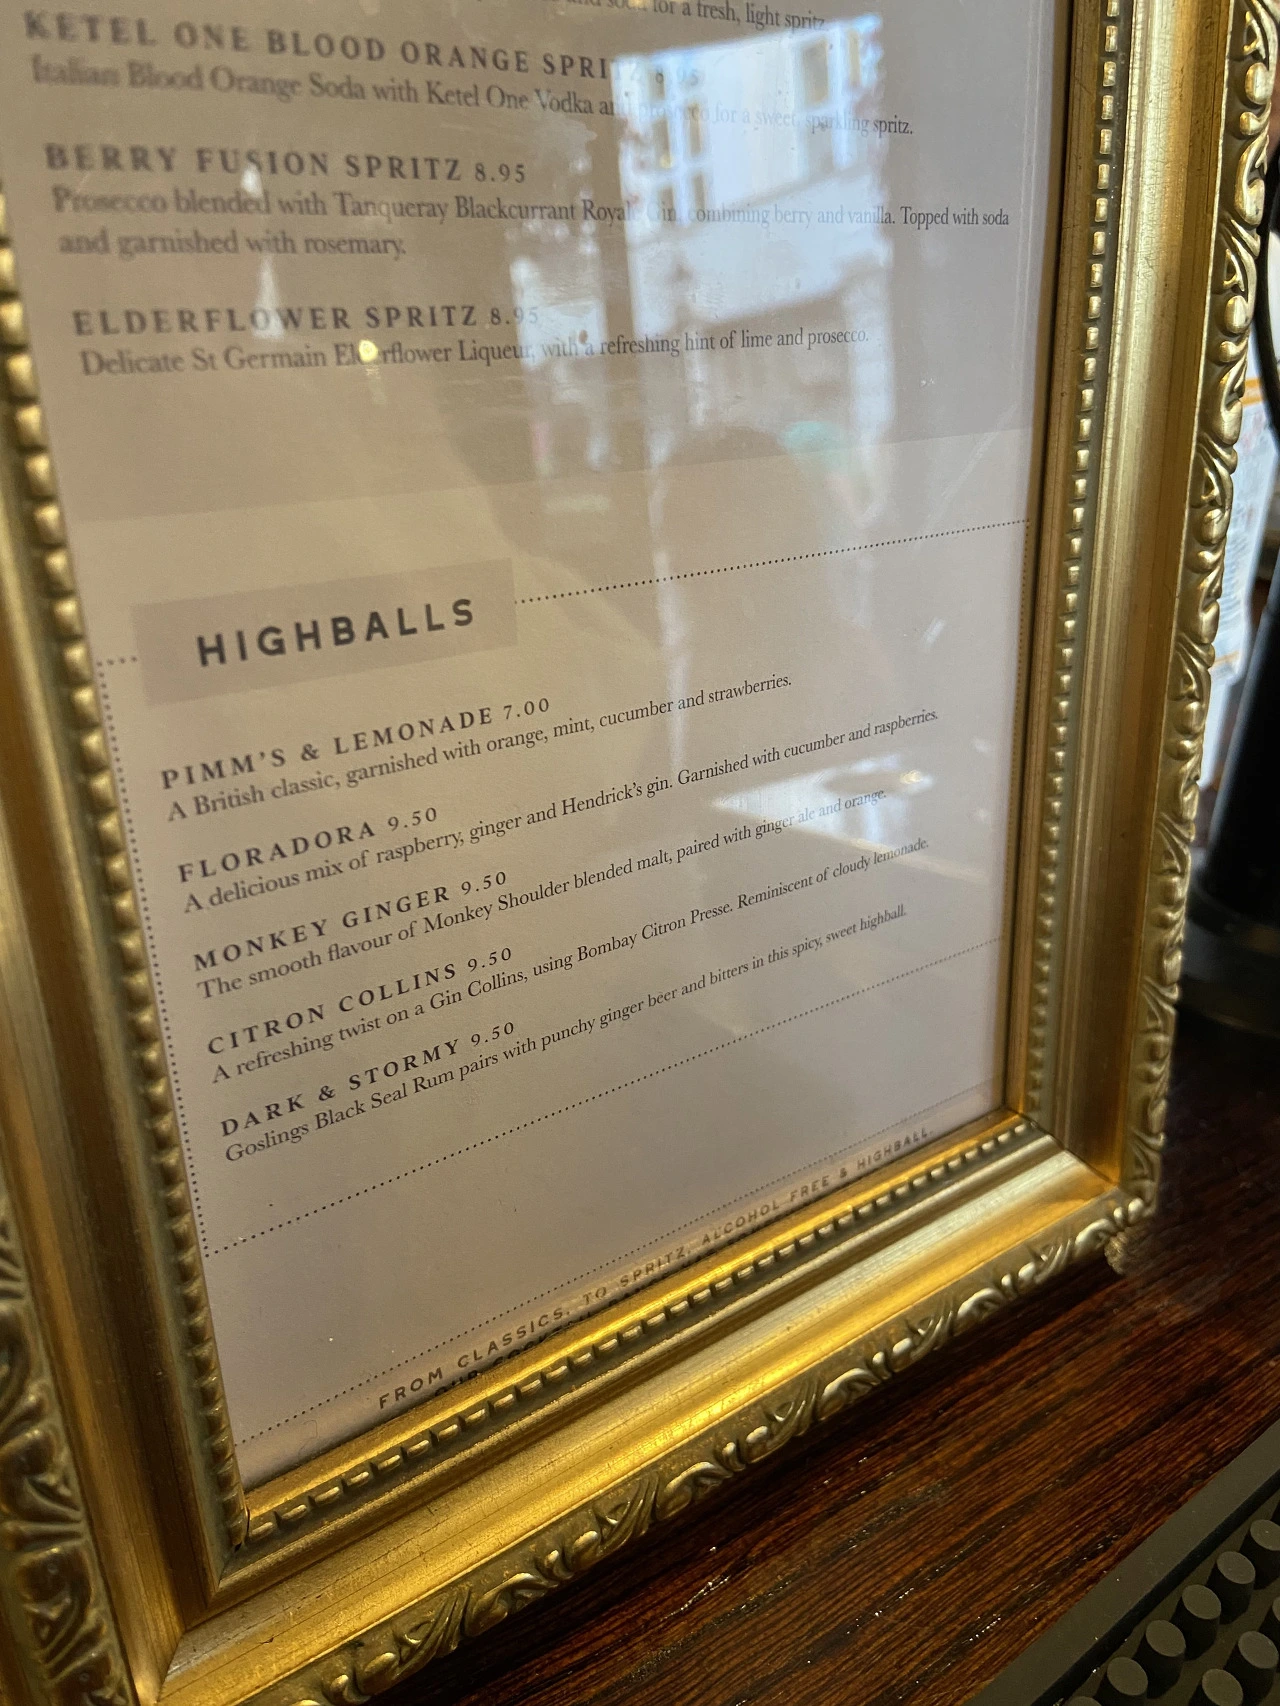 for a fresh, light spritz.
KETEL ONE BLOOD ORANGE SPRITZ 8.95
Italian Blood Orange Soda with Ketel One Vodka and prosecco for a sweet, sparkling spritz.
BERRY FUSION SPRITZ 8.95
Prosecco blended with Tanqueray Blackcurrant Royale Gin, combining berry and vanilla. Topped with soda
and garnished with rosemary.
ELDERFLOWER SPRITZ 8.95
Delicate St Germain Elderflower Liqueur, with a refreshing hint of lime and prosecco.
HIGHBALLS
PIMM'S & LEMONADE 7.00
A British classic, garnished with orange, mint, cucumber and strawberries.
FLORADORA 9.50
A delicious mix of raspberry, ginger and Hendrick's gin. Garnished with cucumber and raspberries.
MONKEY GINGER 9.50
The smooth flavour of Monkey Shoulder blended malt, paired with ginger ale and orange.
CITRON COLLINS 9.50
A refreshing twist on a Gin Collins, using Bombay Citron Presse. Reminiscent of cloudy lemonade.
DARK & STORMY 9.50
Goslings Black Seal Rum pairs with punchy ginger beer and bitters in this spicy, sweet highball.
FROM CLASSICS, TO SPRITZ, ALCOHOL FREE & HIGHBALL.